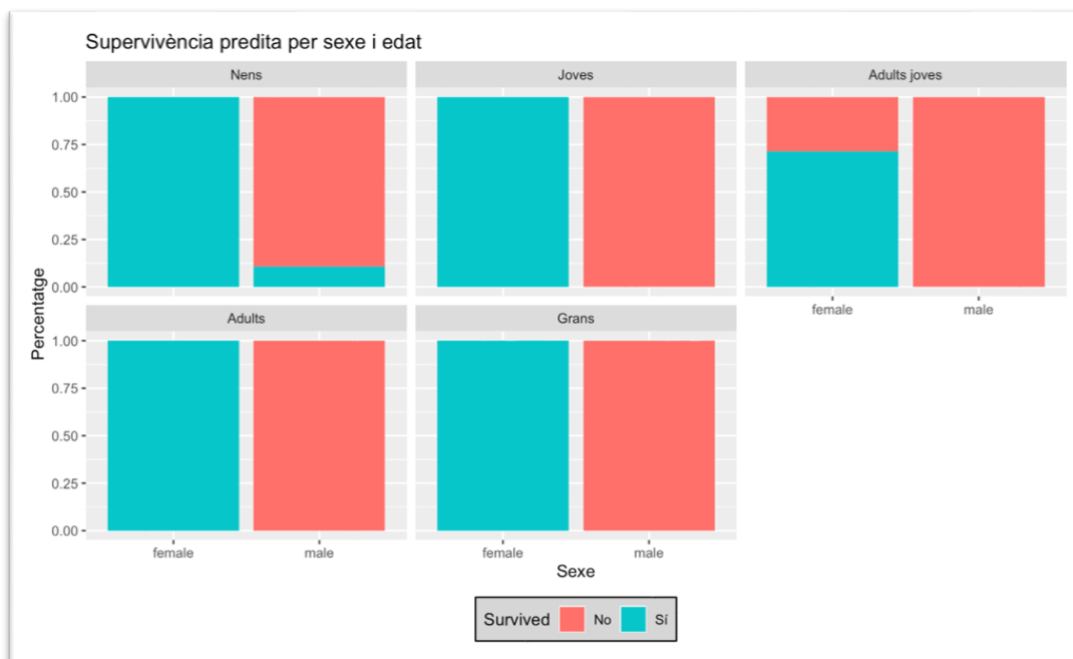 Supervivència predita per sexe i edat
Nens
Joves
Adults joves
1.00
0.75
0.50
0.25
0.00
female
male
Percentatge
Adults
Grans
1.00
0.75
0.50
0.25
0.00
female
male
female
male
Sexe
Survived
No
Sí